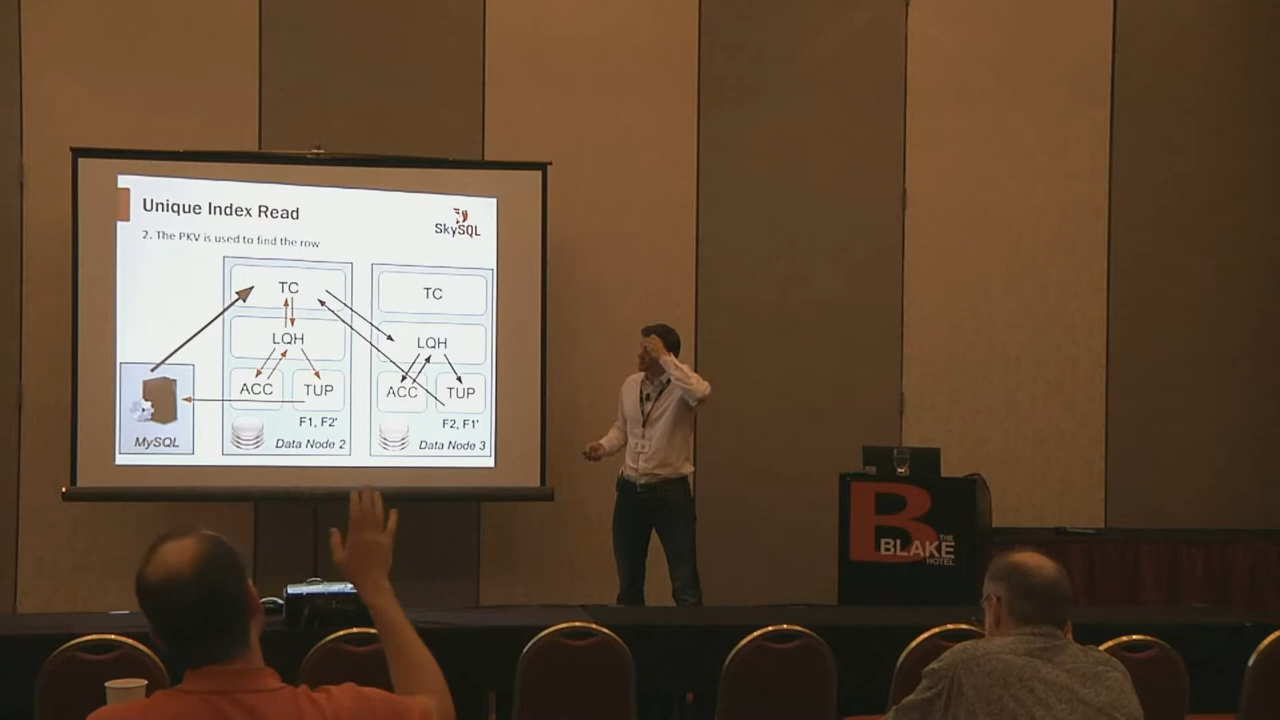 Unique Index Read
SkySQL
2. The PKV is used to find the row
TC
LQH
ACC
TUP
F1, F2'
Data Node 2
TC
LQH
ACC
TUP
F2, F1'
Data Node 3
MySQL
B
THE
BLAKE
HOTEL